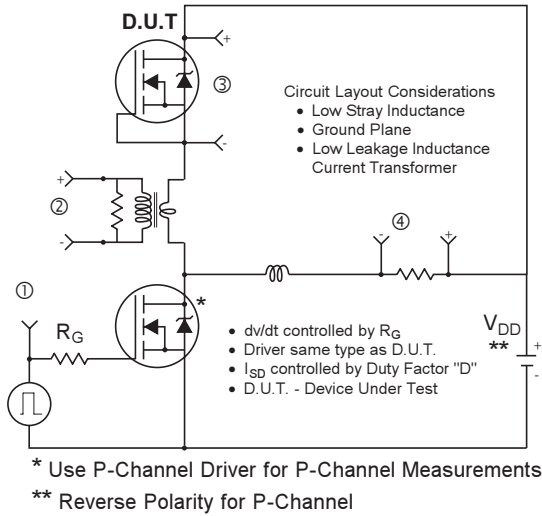 D.U.T
+
③
-
Circuit Layout Considerations
• Low Stray Inductance
• Ground Plane
• Low Leakage Inductance
Current Transformer
+
②
-
④
- +
①
RG
*
• dv/dt controlled by RG
• Driver same type as D.U.T.
• ISD controlled by Duty Factor "D"
• D.U.T. - Device Under Test
VDD
**
+
-
* Use P-Channel Driver for P-Channel Measurements
** Reverse Polarity for P-Channel